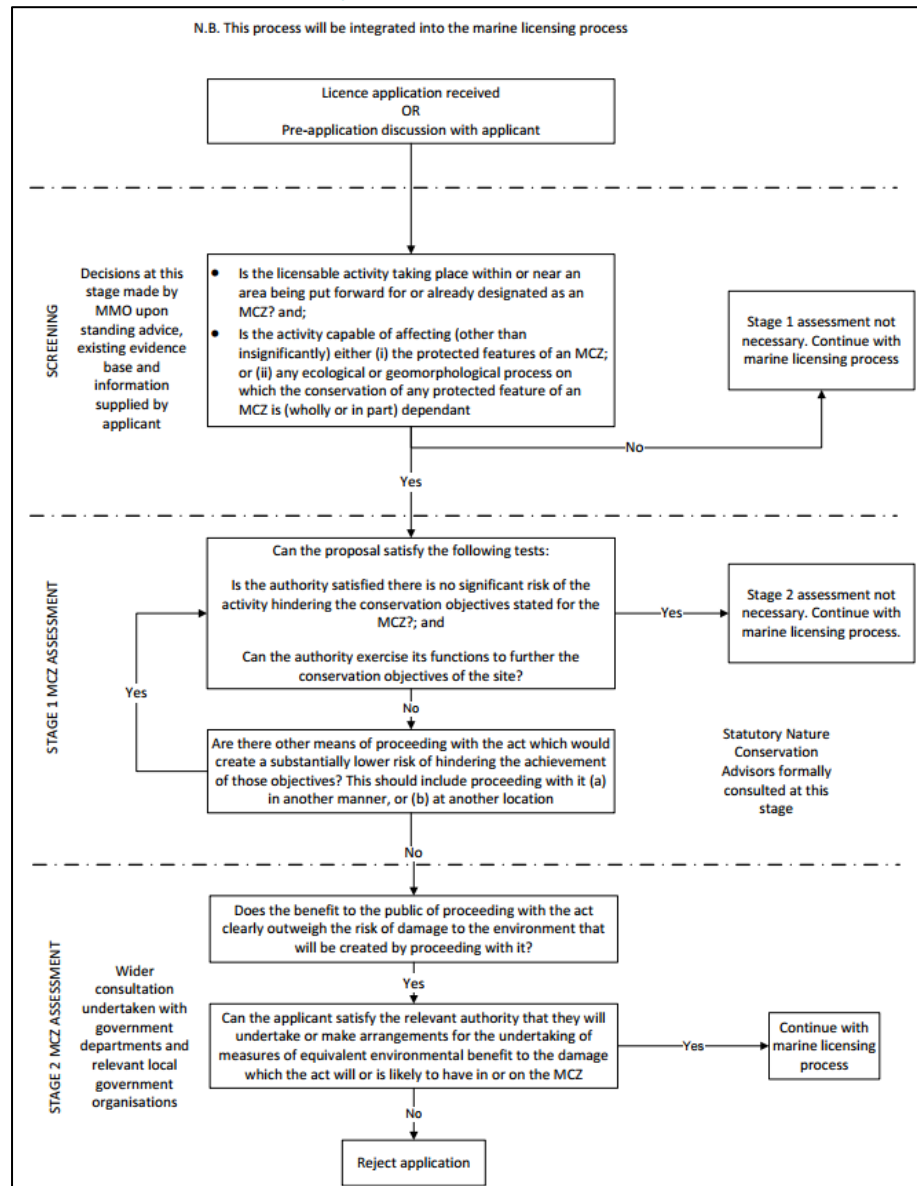 N.B. This process will be integrated into the marine licensing process
Licence application received
OR
Pre-application discussion with applicant
SCREENING
Decisions at this
stage made by
MMO upon
standing advice,
existing evidence
base and
information
supplied by
applicant
• Is the licensable activity taking place within or near an
area being put forward for or already designated as an
MCZ? and;
• Is the activity capable of affecting (other than
insignificantly) either (i) the protected features of an MCZ;
or (ii) any ecological or geomorphological process on
which the conservation of any protected feature of an
MCZ is (wholly or in part) dependant
Stage 1 assessment not
necessary. Continue with
marine licensing process
No
Yes
STAGE 1 MCZ ASSESSMENT
Can the proposal satisfy the following tests:
Is the authority satisfied there is no significant risk of the
activity hindering the conservation objectives stated for the
MCZ?; and
Can the authority exercise its functions to further the
conservation objectives of the site?
Yes
Stage 2 assessment not
necessary. Continue with
marine licensing process.
Yes
No
Are there other means of proceeding with the act which would
create a substantially lower risk of hindering the achievement
of those objectives? This should include proceeding with it (a)
in another manner, or (b) at another location
Statutory Nature
Conservation
Advisors formally
consulted at this
stage
No
STAGE 2 MCZ ASSESSMENT
Wider
consultation
undertaken with
government
departments and
relevant local
government
organisations
Does the benefit to the public of proceeding with the act
clearly outweigh the risk of damage to the environment that
will be created by proceeding with it?
Yes
Can the applicant satisfy the relevant authority that they will
undertake or make arrangements for the undertaking of
measures of equivalent environmental benefit to the damage
which the act will or is likely to have in or on the MCZ
Yes
Continue with
marine licensing
process
No
Reject application